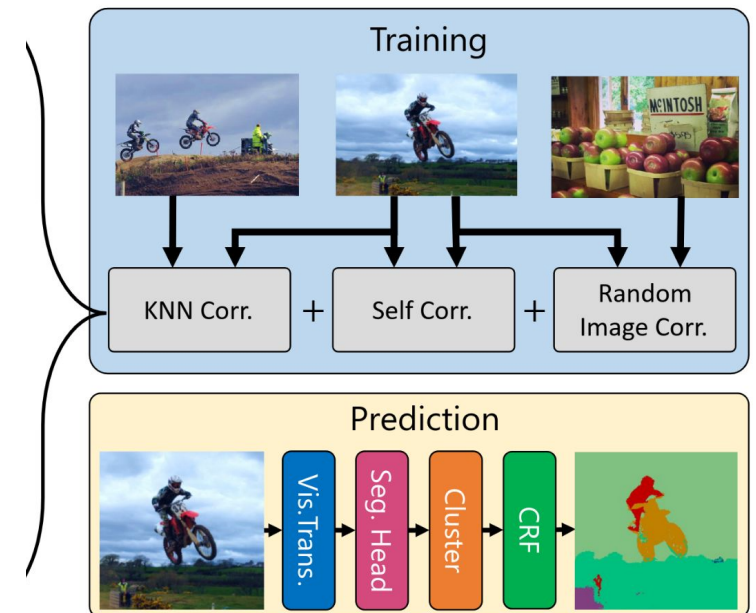 Training
McINTOSH
KNN Corr.
+
Self Corr.
+
Random
Image Corr.
Prediction
Vis.Trans.
Seg. Head
Cluster
CRF